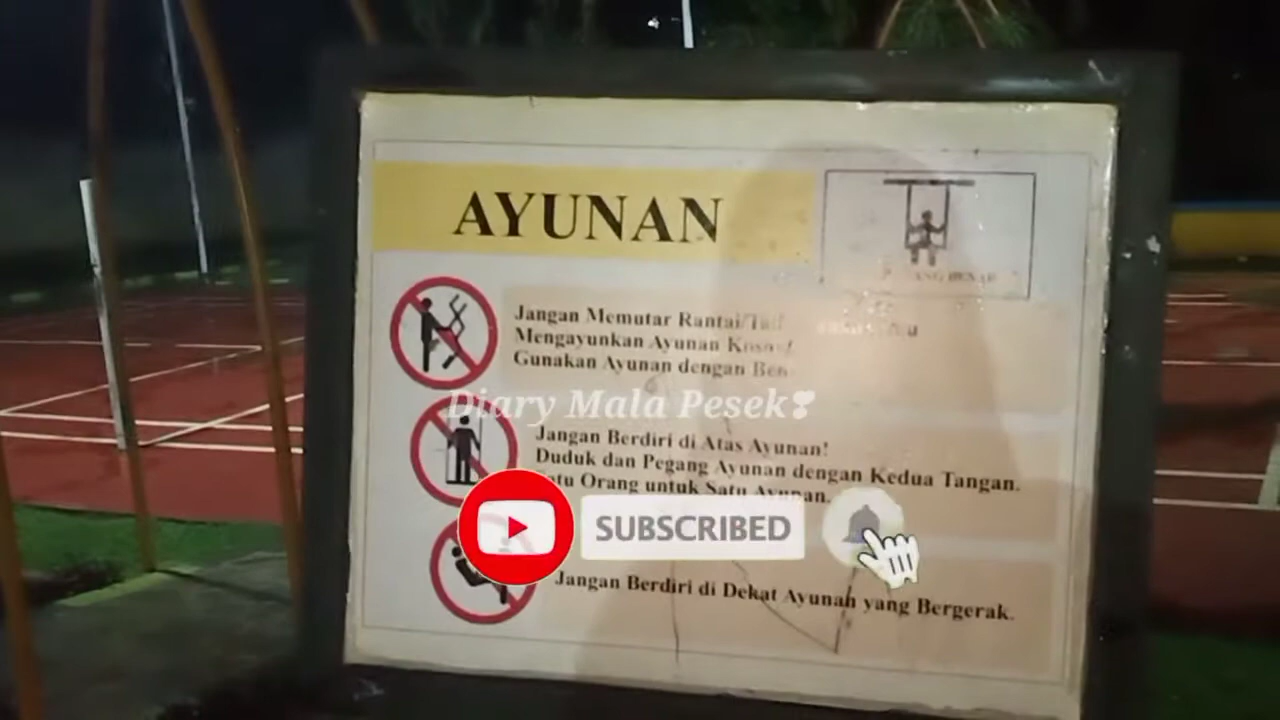 AYUNAN
Jangan Memutar Rantai/Tali
Mengayunkan Ayunan
Gunakan Ayunan dengan
Diary Mala Pesek❣
Jangan Berdiri di Atas Ayunan!
Duduk dan Pegang Ayunan dengan Kedua Tangan.
Satu Orang untuk Satu Ayunan.
SUBSCRIBED
Jangan Berdiri di Dekat Ayunan yang Bergerak.